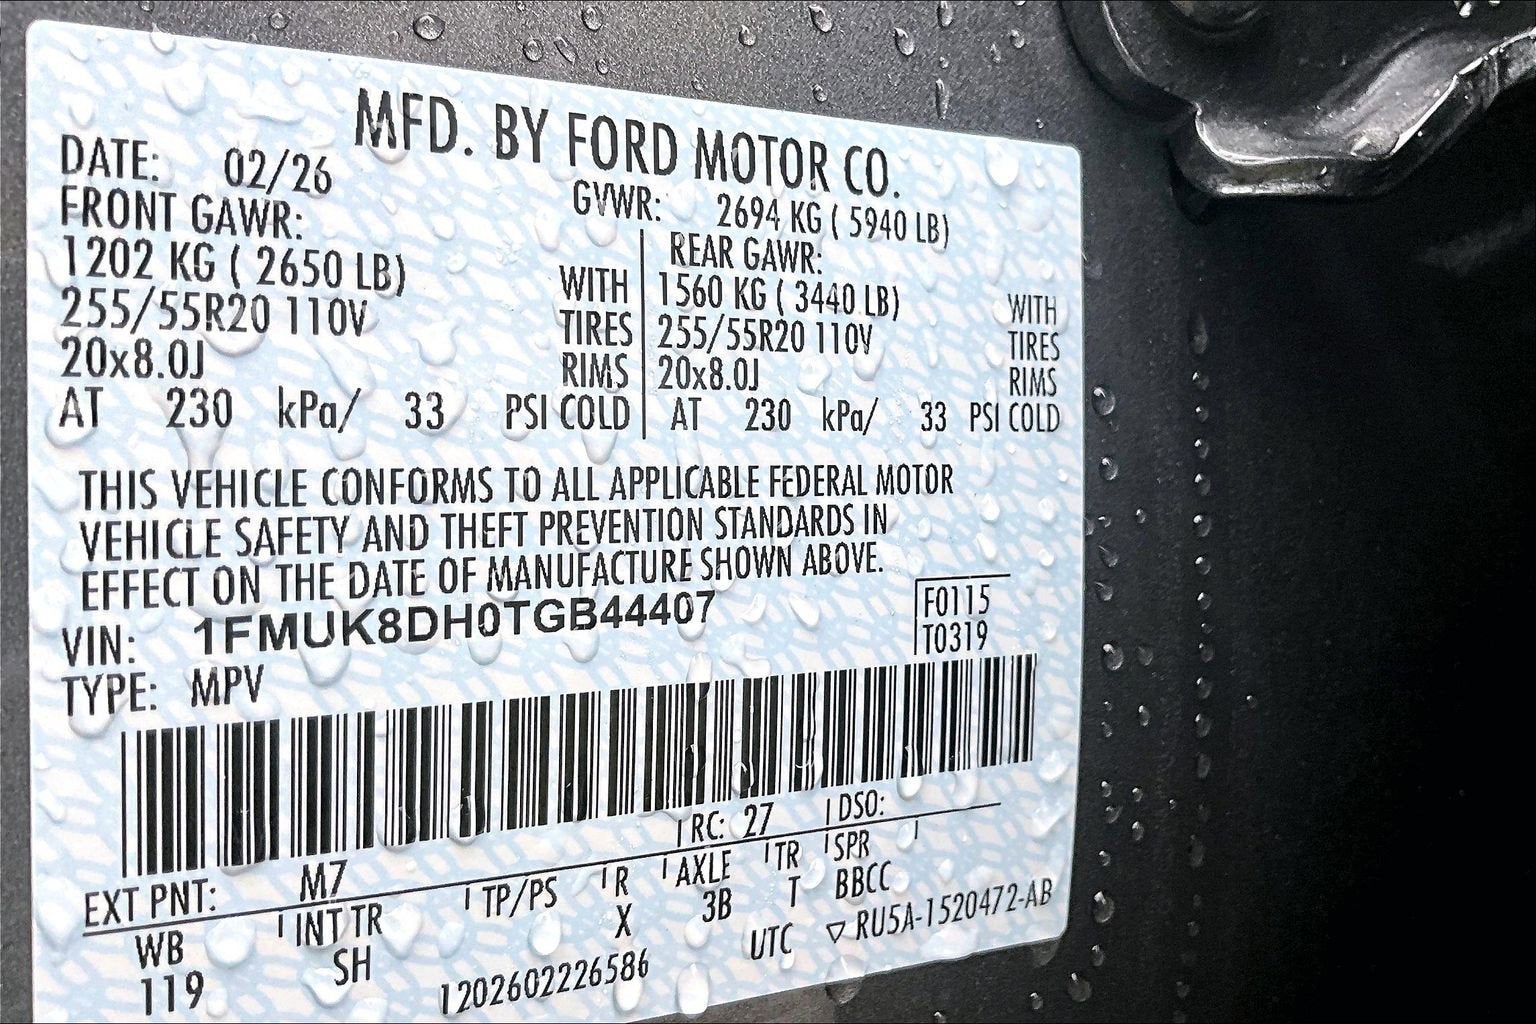 MFD. BY FORD MOTOR CO.
DATE: 02/26
GVWR: 2694 KG ( 5940 LB)
FRONT GAWR:
1202 KG ( 2650 LB)
255/55R20 110V
20x8.0J
AT 230 kPa/ 33 PSI COLD
WITH
TIRES
RIMS
REAR GAWR:
1560 KG ( 3440 LB)
255/55R20 110V
20x8.0J
AT 230 kPa/ 33 PSI COLD
WITH
TIRES
RIMS
THIS VEHICLE CONFORMS TO ALL APPLICABLE FEDERAL MOTOR
VEHICLE SAFETY AND THEFT PREVENTION STANDARDS IN
EFFECT ON THE DATE OF MANUFACTURE SHOWN ABOVE.
VIN: 1FMUK8DH0TGB44407
TYPE: MPV
F0115
T0319
EXT PNT: M7 RC: 27 DSO:
WB INT TR TP/PS R AXLE TR SPR
119 SH X 3B T BBCC
1202602226586 UTC ▽ RU5A-1520472-AB